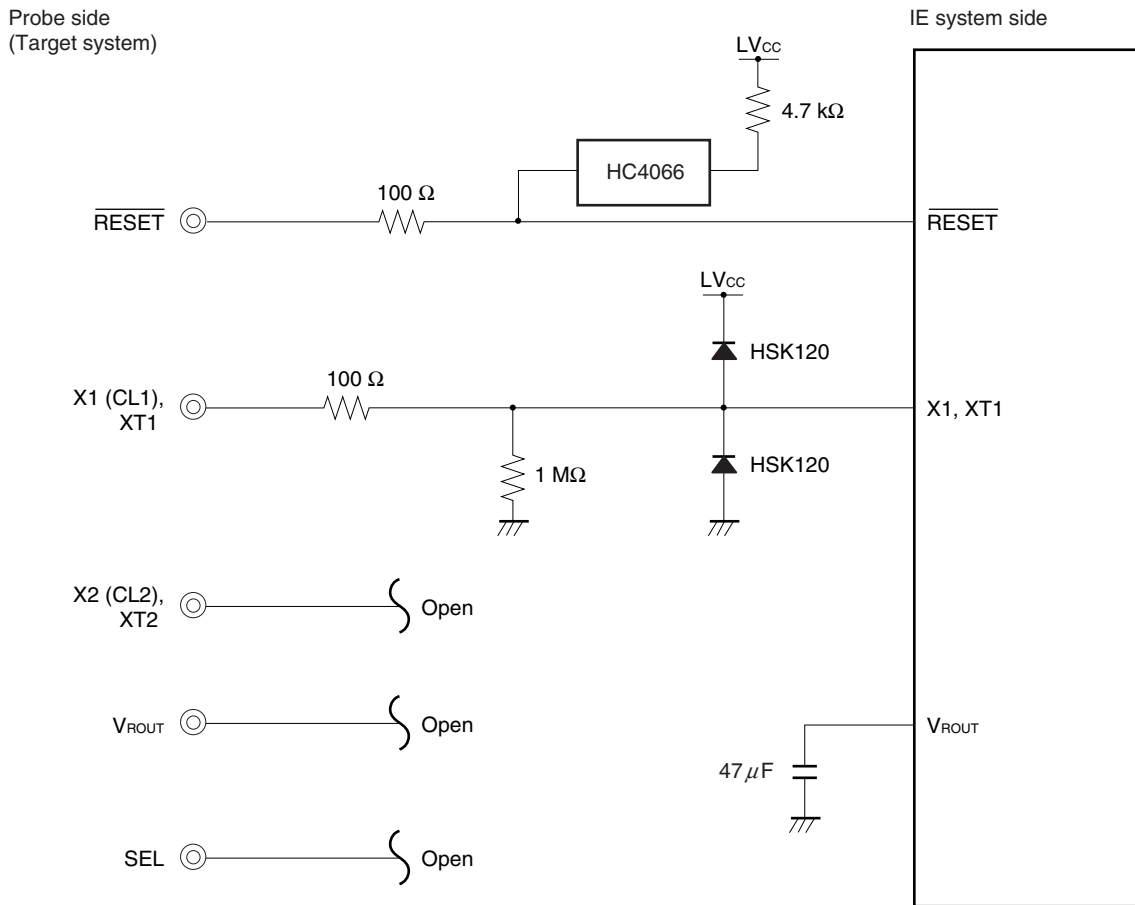 Probe side
(Target system)
IE system side
LVCC
4.7 kΩ
HC4066
100 Ω
RESET
RESET
LVCC
HSK120
100 Ω
X1 (CL1),
XT1
X1, XT1
HSK120
1 MΩ
X2 (CL2),
XT2
Open
VROUT
Open
VROUT
47 μF
SEL
Open